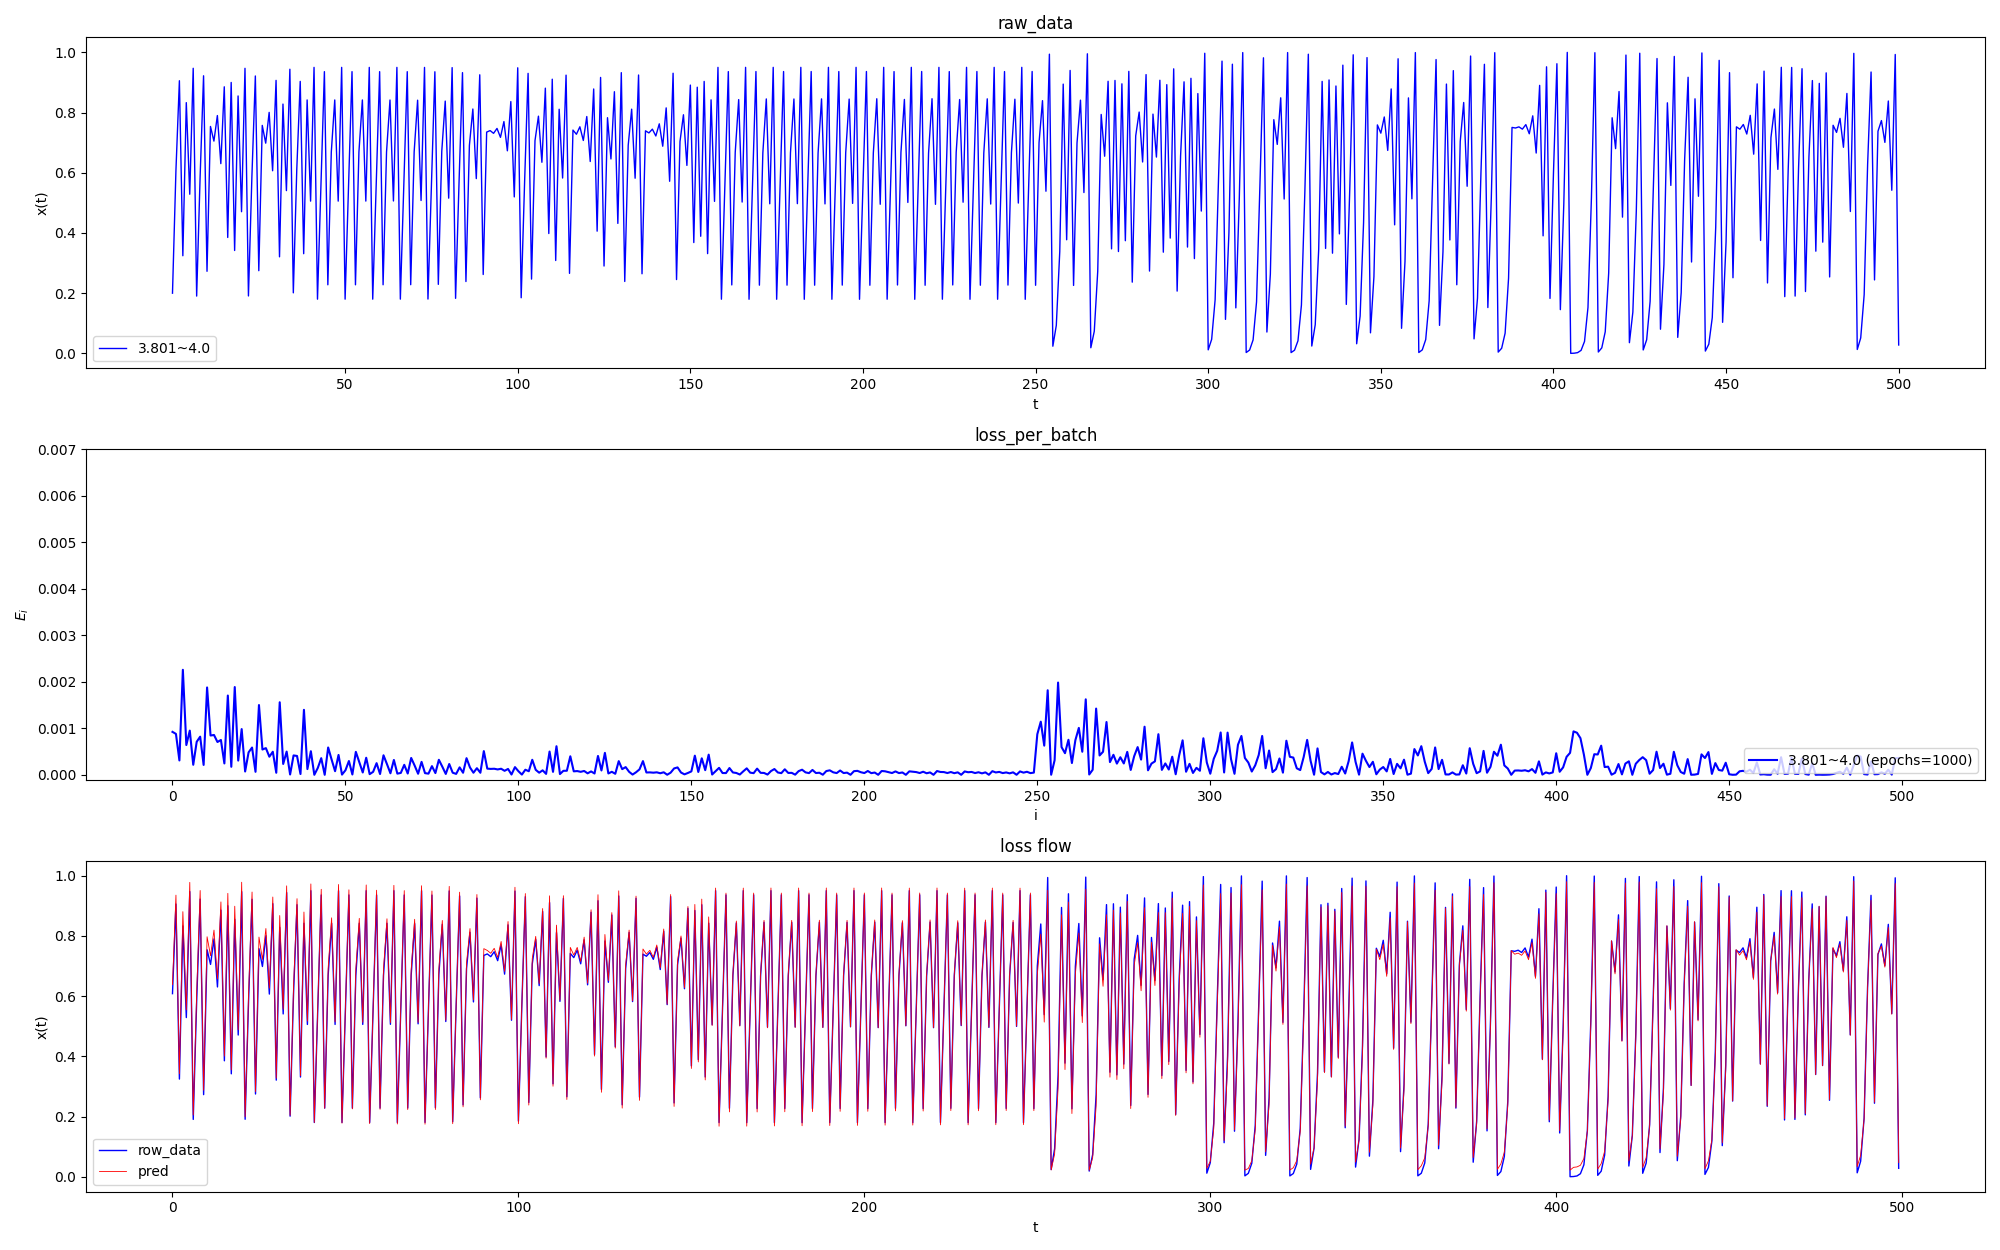 raw_data
1.0
0.8
0.6
0.4
0.2
0.0
x(t)
3.801~4.0
50 100 150 200 250 300 350 400 450 500
t
loss_per_batch
0.007
0.006
0.005
0.004
0.003
0.002
0.001
0.000
E_i
3.801~4.0 (epochs=1000)
0 50 100 150 200 250 300 350 400 450 500
i
loss flow
1.0
0.8
0.6
0.4
0.2
0.0
x(t)
row_data
pred
0 100 200 300 400 500
t